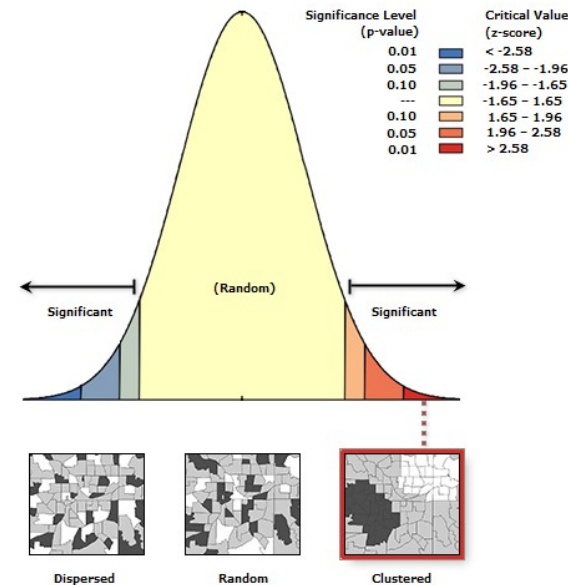 Significance Level Critical Value
(p-value) (z-score)
0.01 < -2.58
0.05 -2.58 – -1.96
0.10 -1.96 – -1.65
--- -1.65 – 1.65
0.10 1.65 – 1.96
0.05 1.96 – 2.58
0.01 > 2.58
(Random)
Significant Significant
Dispersed Random Clustered